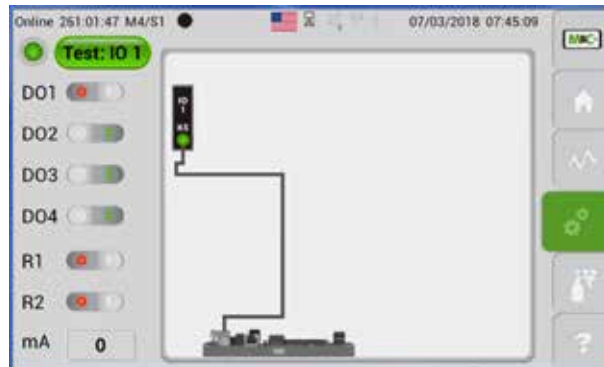 Online 261:01:47 M4/S1 07/03/2018 07:45:09
Test: IO 1
DO1
DO2
DO3
DO4
R1
R2
mA 0
IO
1
X5
?